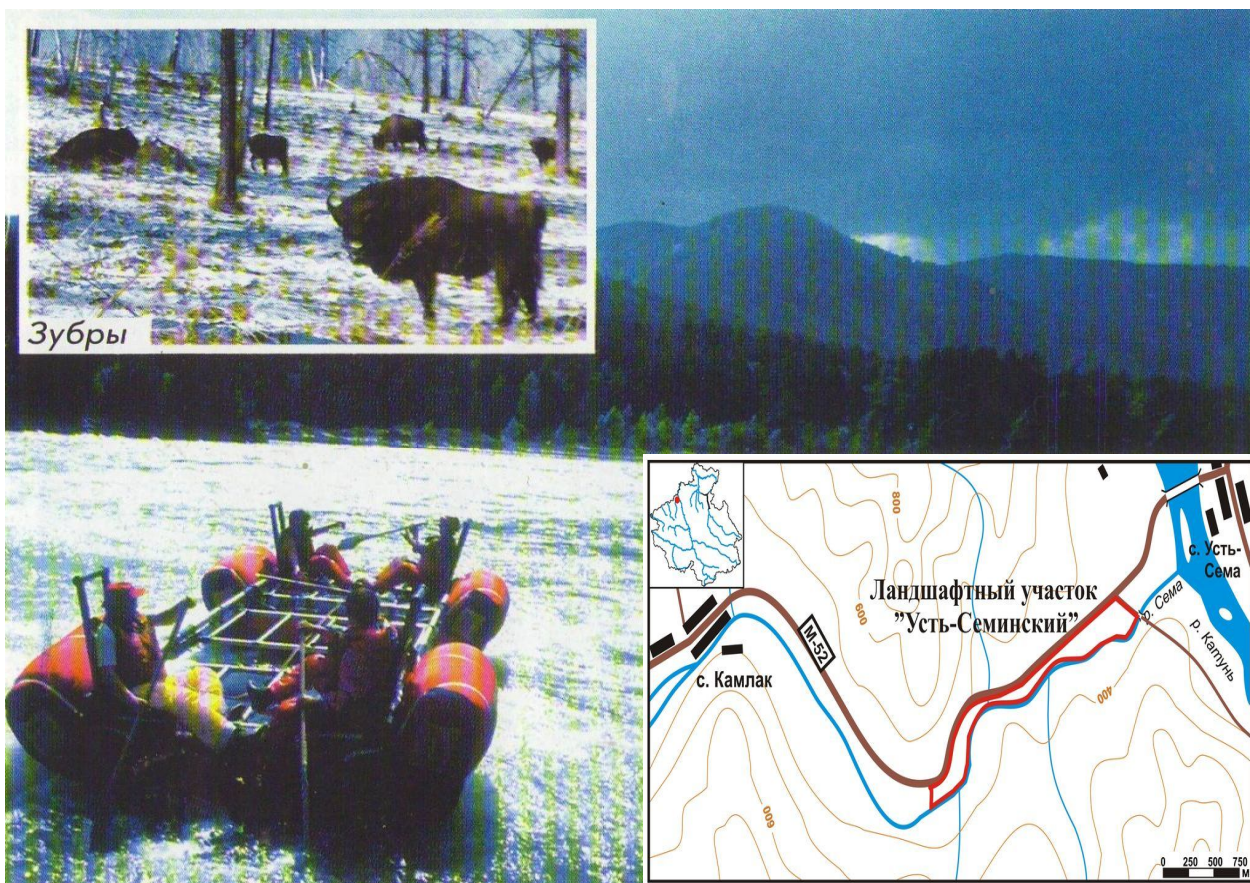 Зубры
800
600
с. Усть-
Сема
Ландшафтный участок
"Усть-Семинский"
р. Сема
р. Катунь
М-52
с. Камлак
400
600
0 250 500 750
М